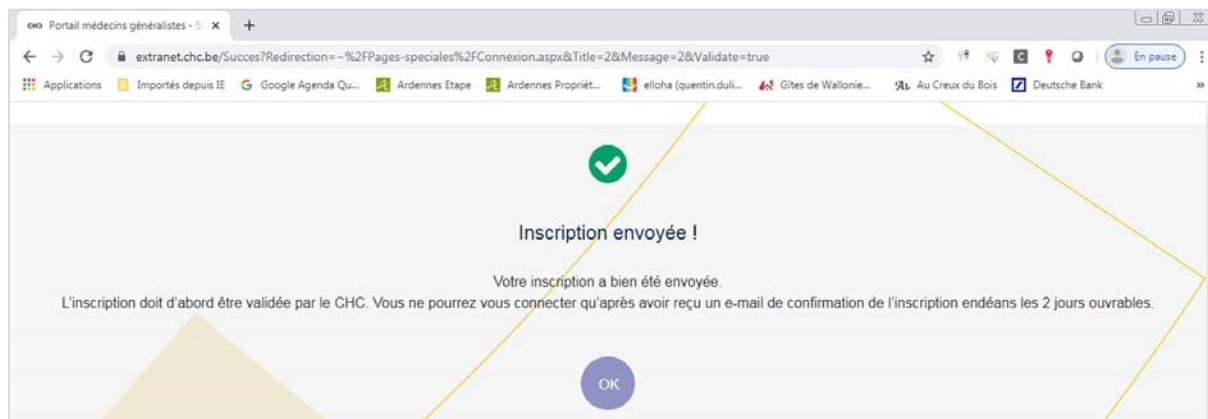 CHC Portail médecins généralistes - S
extranet.chc.be/Succes?Redirection=~%2FPages-speciales%2FConnexion.aspx&Title=2&Message=2&Validate=true
En pause
Applications Importés depuis IE Google Agenda Qu... Ardennes Etape Ardennes Propriét... elloha (quentin.duli... Gîtes de Wallonie... Au Creux du Bois Deutsche Bank
Inscription envoyée !
Votre inscription a bien été envoyée.
L'inscription doit d'abord être validée par le CHC. Vous ne pourrez vous connecter qu'après avoir reçu un e-mail de confirmation de l'inscription endéans les 2 jours ouvrables.
OK